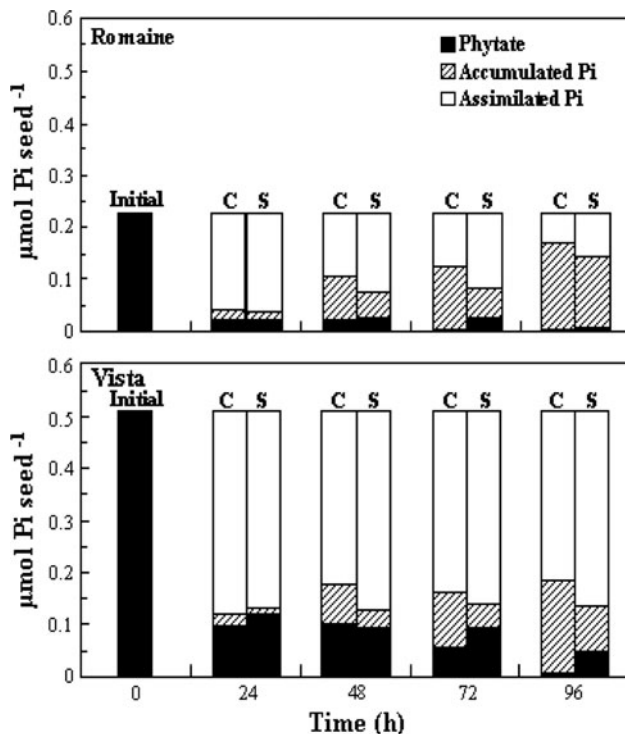 Romaine
Phytate
Accumulated Pi
Assimilated Pi
0.6
0.5
0.4
0.3
0.2
0.1
0
µmol Pi seed -1
Initial
C S
C S
C S
C S
Vista
Initial
0.6
0.5
0.4
0.3
0.2
0.1
0
µmol Pi seed -1
C S
C S
C S
C S
0 24 48 72 96
Time (h)